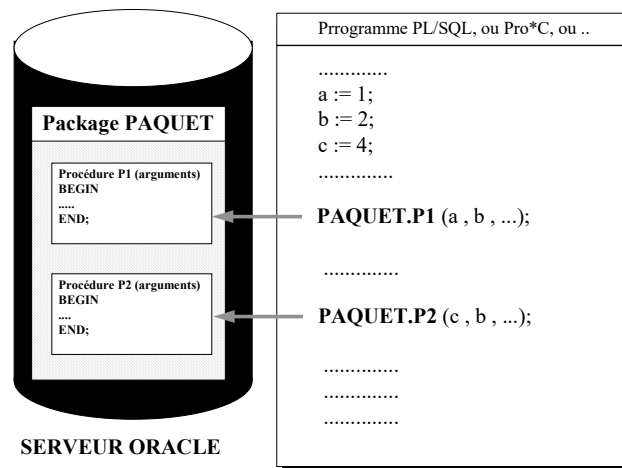 Package PAQUET
Procédure P1 (arguments)
BEGIN
.....
END;
Procédure P2 (arguments)
BEGIN
....
END;
SERVEUR ORACLE
Prrogramme PL/SQL, ou Pro*C, ou ..
.............
a := 1;
b := 2;
c := 4;
..............
PAQUET.P1 (a , b , ...);
..............
PAQUET.P2 (c , b , ...);
..............
..............
..............